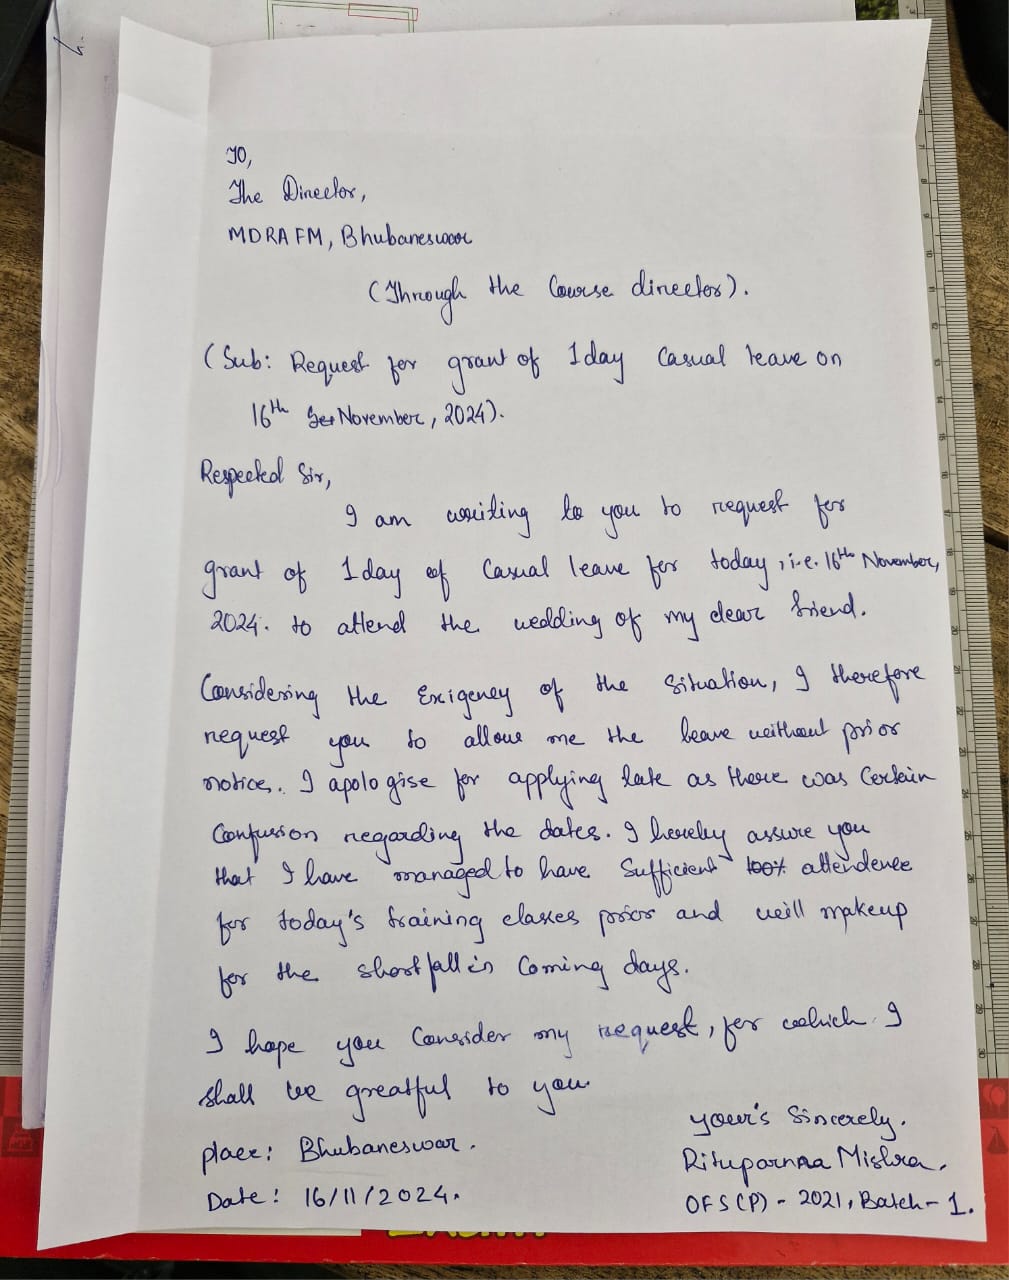 TO,
The Director,
MDRAFM, Bhubaneswar
(Through the Course director).
(Sub: Request for grant of 1 day Casual leave on
16th Se November, 2024).
Respected Sir,
I am writing to you to request for
grant of 1 day of Casual leave for today, i.e. 16th November,
2024. to attend the wedding of my dear friend.
Considering the Exigency of the Situation, I therefore
request you to allow me the leave without prior
notice. I apologise for applying late as there was Certain
Confusion regarding the dates. I hereby assure you
that I have managed to have Sufficient 100% attendence
for today's training classes prior and will makeup
for the shortfall in Coming days.
I hope you Consider my request, for which I
shall be greatful to you
place: Bhubaneswar.
Date: 16/11/2024.
your's Sincerely.
Rituparnaa Mishra,
OFS(P) - 2021, Batch - 1.